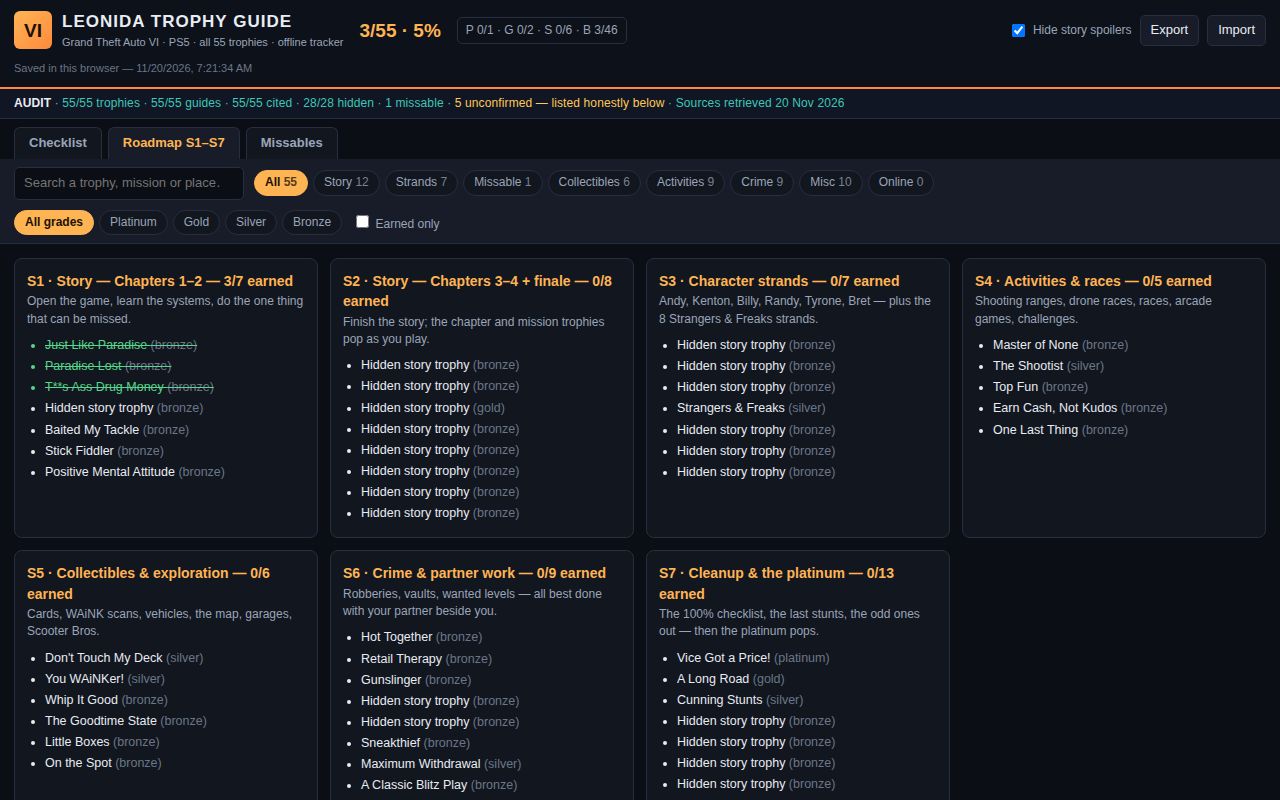 VI
LEONIDA TROPHY GUIDE
Grand Theft Auto VI · PS5 · all 55 trophies · offline tracker
3/55 · 5%
P 0/1 · G 0/2 · S 0/6 · B 3/46
Hide story spoilers
Export
Import
Saved in this browser — 11/20/2026, 7:21:34 AM
AUDIT · 55/55 trophies · 55/55 guides · 55/55 cited · 28/28 hidden · 1 missable · 5 unconfirmed — listed honestly below · Sources retrieved 20 Nov 2026
Checklist
Roadmap S1–S7
Missables
Search a trophy, mission or place.
All 55
Story 12
Strands 7
Missable 1
Collectibles 6
Activities 9
Crime 9
Misc 10
Online 0
All grades
Platinum
Gold
Silver
Bronze
Earned only
S1 · Story — Chapters 1–2 — 3/7 earned
Open the game, learn the systems, do the one thing
that can be missed.
Just Like Paradise (bronze)
Paradise Lost (bronze)
T**s Ass Drug Money (bronze)
Hidden story trophy (bronze)
Baited My Tackle (bronze)
Stick Fiddler (bronze)
Positive Mental Attitude (bronze)
S2 · Story — Chapters 3–4 + finale — 0/8
earned
Finish the story; the chapter and mission trophies
pop as you play.
Hidden story trophy (bronze)
Hidden story trophy (bronze)
Hidden story trophy (gold)
Hidden story trophy (bronze)
Hidden story trophy (bronze)
Hidden story trophy (bronze)
Hidden story trophy (bronze)
Hidden story trophy (bronze)
S3 · Character strands — 0/7 earned
Andy, Kenton, Billy, Randy, Tyrone, Bret — plus the
8 Strangers & Freaks strands.
Hidden story trophy (bronze)
Hidden story trophy (bronze)
Hidden story trophy (bronze)
Strangers & Freaks (silver)
Hidden story trophy (bronze)
Hidden story trophy (bronze)
Hidden story trophy (bronze)
S4 · Activities & races — 0/5 earned
Shooting ranges, drone races, races, arcade
games, challenges.
Master of None (bronze)
The Shootist (silver)
Top Fun (bronze)
Earn Cash, Not Kudos (bronze)
One Last Thing (bronze)
S5 · Collectibles & exploration — 0/6
earned
Cards, WAiNK scans, vehicles, the map, garages,
Scooter Bros.
Don't Touch My Deck (silver)
You WAiNKer! (silver)
Whip It Good (bronze)
The Goodtime State (bronze)
Little Boxes (bronze)
On the Spot (bronze)
S6 · Crime & partner work — 0/9 earned
Robberies, vaults, wanted levels — all best done
with your partner beside you.
Hot Together (bronze)
Retail Therapy (bronze)
Gunslinger (bronze)
Hidden story trophy (bronze)
Hidden story trophy (bronze)
Sneakthief (bronze)
Maximum Withdrawal (silver)
A Classic Blitz Play (bronze)
S7 · Cleanup & the platinum — 0/13
earned
The 100% checklist, the last stunts, the odd ones
out — then the platinum pops.
Vice Got a Price! (platinum)
A Long Road (gold)
Cunning Stunts (silver)
Hidden story trophy (bronze)
Hidden story trophy (bronze)
Hidden story trophy (bronze)
Hidden story trophy (bronze)